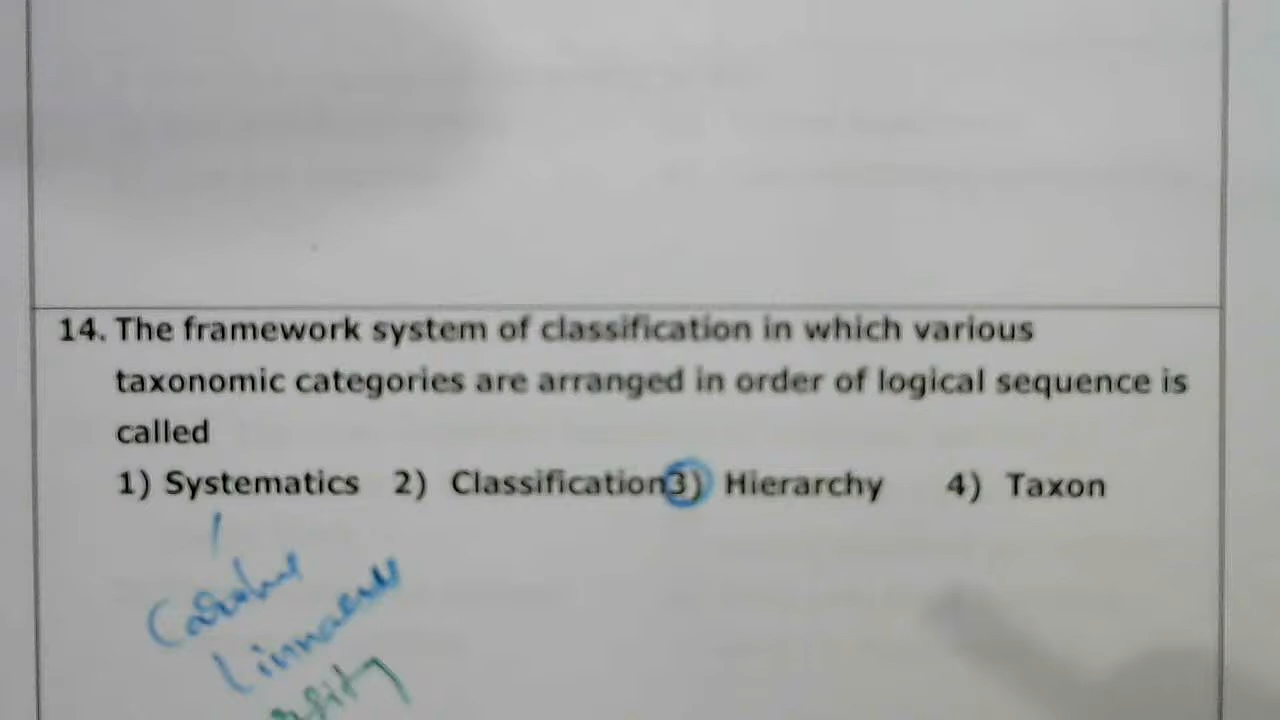 14. The framework system of classification in which various
taxonomic categories are arranged in order of logical sequence is
called
1) Systematics 2) Classification 3) Hierarchy 4) Taxon
Linnaeus